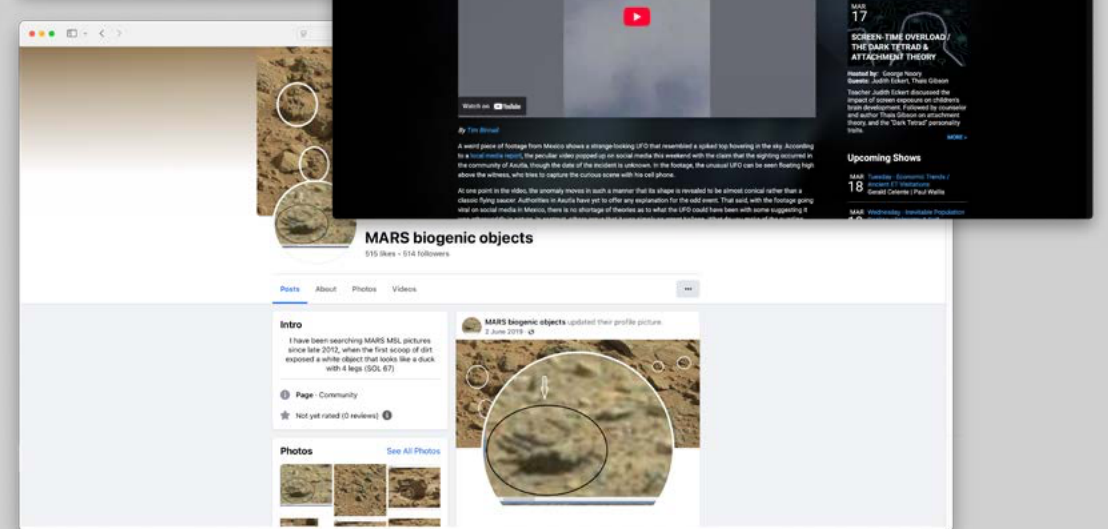 MAR
17
SCREEN-TIME OVERLOAD /
THE DARK TETRAD &
ATTACHMENT THEORY
Hosted by: George Noory
Guests: Judith Eckert, Thais Gibson
Teacher Judith Eckert discussed the
impact of screen exposure on children's
brain development. Followed by counselor
and author Thais Gibson on attachment
theory, and the "Dark Tetrad" personality
traits.
MORE »
Watch on YouTube
By Tim Binnall
A weird piece of footage from Mexico shows a strange-looking UFO that resembled a spiked top hovering in the sky. According
to a local media report, the peculiar video popped up on social media this weekend with the claim that the sighting occurred in
the community of Axutla, though the date of the incident is unknown. In the footage, the unusual UFO can be seen floating high
above the witness, who tries to capture the curious scene with his cell phone.
At one point in the video, the anomaly moves in such a manner that its shape is revealed to be almost conical rather than a
classic flying saucer. Authorities in Axutla have yet to offer any explanation for the odd event. That said, with the footage going
viral on social media in Mexico, there is no shortage of theories as to what the UFO could have been with some suggesting it
Upcoming Shows
MAR
18
Tuesday - Economic Trends /
Ancient ET Visitations
Gerald Celente | Paul Wallis
MAR
Wednesday - Inevitable Population
MARS biogenic objects
515 likes • 514 followers
Posts About Photos Videos
Intro
I have been searching MARS MSL pictures
since late 2012, when the first scoop of dirt
exposed a white object that looks like a duck
with 4 legs (SOL 67)
Page · Community
Not yet rated (0 reviews)
Photos
See All Photos
MARS biogenic objects updated their profile picture.
2 June 2019